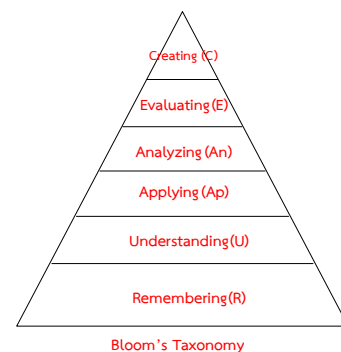 Creating (C)
Evaluating (E)
Analyzing (An)
Applying (Ap)
Understanding (U)
Remembering (R)
Bloom's Taxonomy